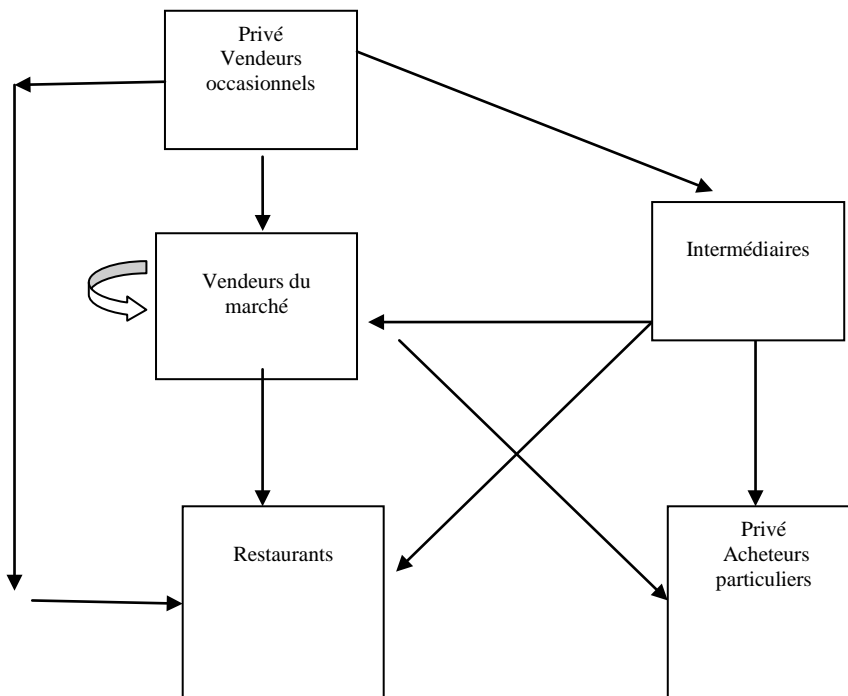 Privé
Vendeurs
occasionnels
Intermédiaires
Vendeurs du
marché
Restaurants
Privé
Acheteurs
particuliers